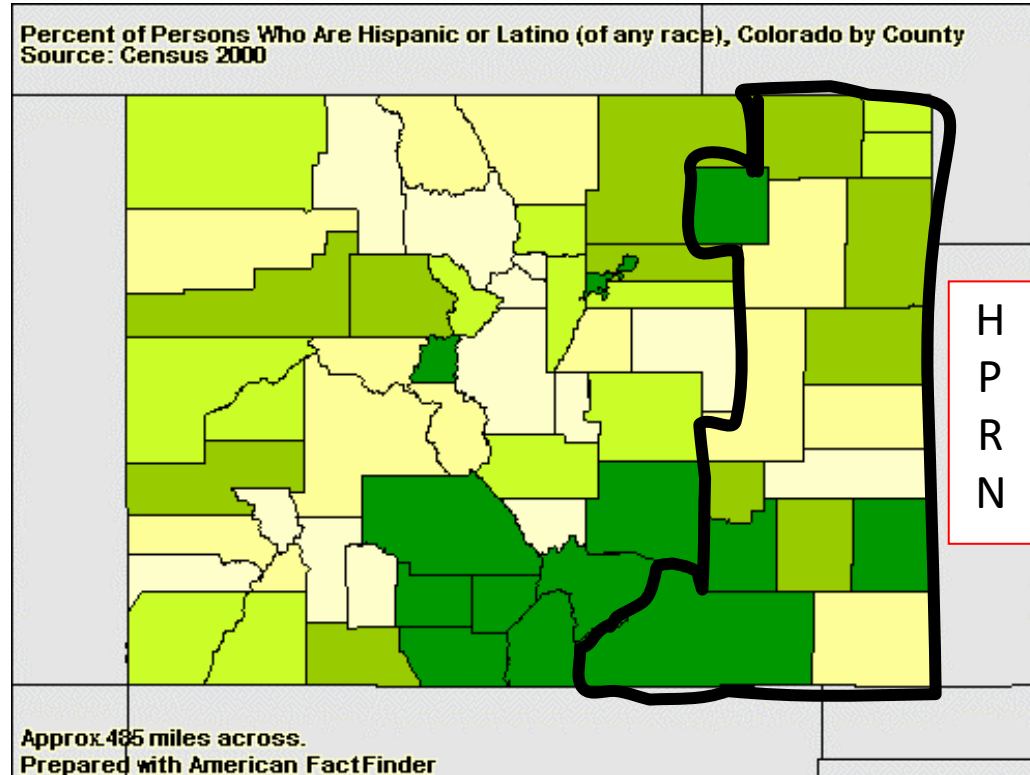 Percent of Persons Who Are Hispanic or Latino (of any race), Colorado by County
Source: Census 2000
H
P
R
N
Approx.485 miles across.
Prepared with American FactFinder